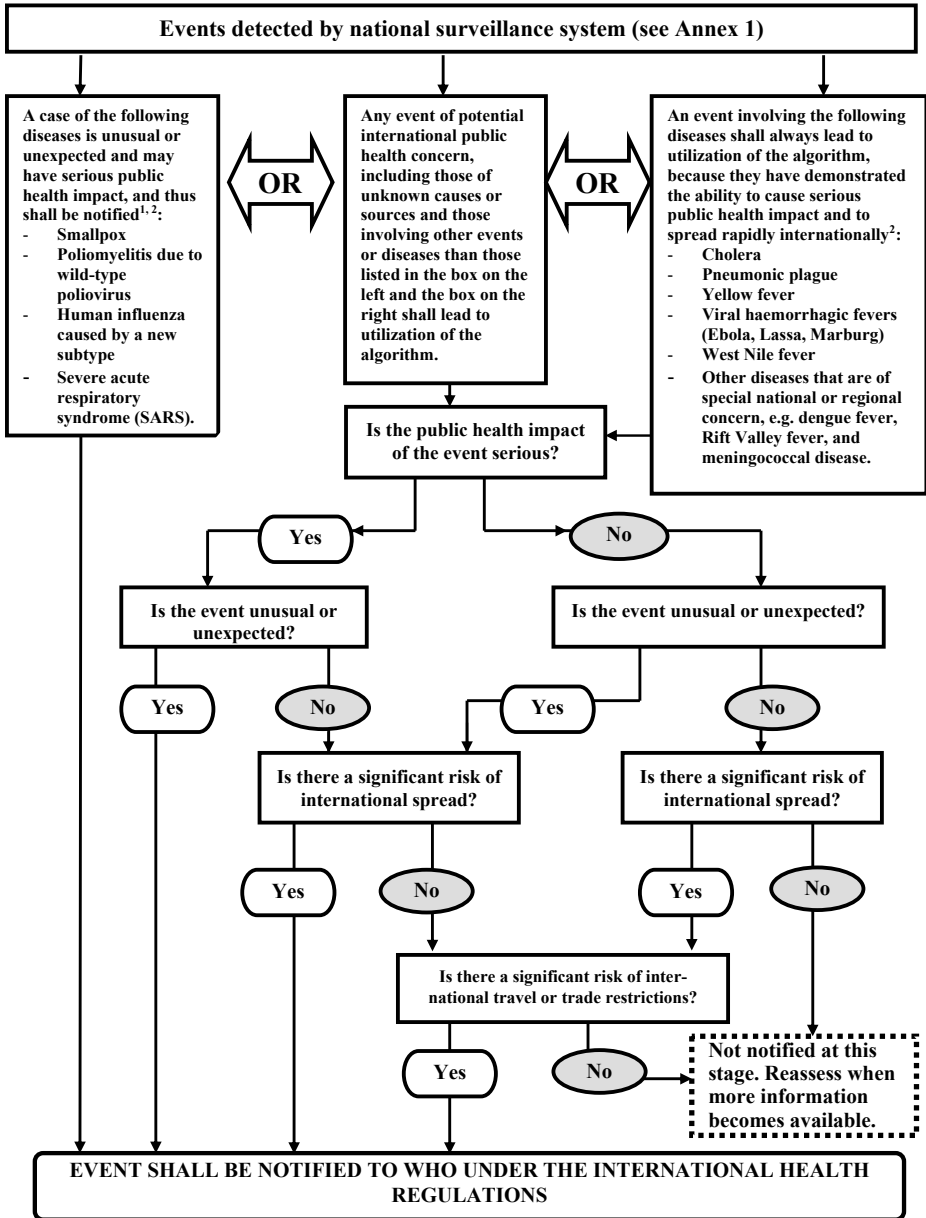 Events detected by national surveillance system (see Annex 1)
A case of the following
diseases is unusual or
unexpected and may
have serious public
health impact, and thus
shall be notified1, 2:
- Smallpox
- Poliomyelitis due to
wild-type
poliovirus
- Human influenza
caused by a new
subtype
- Severe acute
respiratory
syndrome (SARS).
OR
Any event of potential
international public
health concern,
including those of
unknown causes or
sources and those
involving other events
or diseases than those
listed in the box on the
left and the box on the
right shall lead to
utilization of the
algorithm.
OR
An event involving the following
diseases shall always lead to
utilization of the algorithm,
because they have demonstrated
the ability to cause serious
public health impact and to
spread rapidly internationally2:
- Cholera
- Pneumonic plague
- Yellow fever
- Viral haemorrhagic fevers
(Ebola, Lassa, Marburg)
- West Nile fever
- Other diseases that are of
special national or regional
concern, e.g. dengue fever,
Rift Valley fever, and
meningococcal disease.
Is the public health impact
of the event serious?
Yes
No
Is the event unusual or
unexpected?
Is the event unusual or unexpected?
Yes
No
Yes
No
Is there a significant risk of
international spread?
Is there a significant risk of
international spread?
Yes
No
Yes
No
Is there a significant risk of inter-
national travel or trade restrictions?
Yes
No
Not notified at this
stage. Reassess when
more information
becomes available.
EVENT SHALL BE NOTIFIED TO WHO UNDER THE INTERNATIONAL HEALTH
REGULATIONS